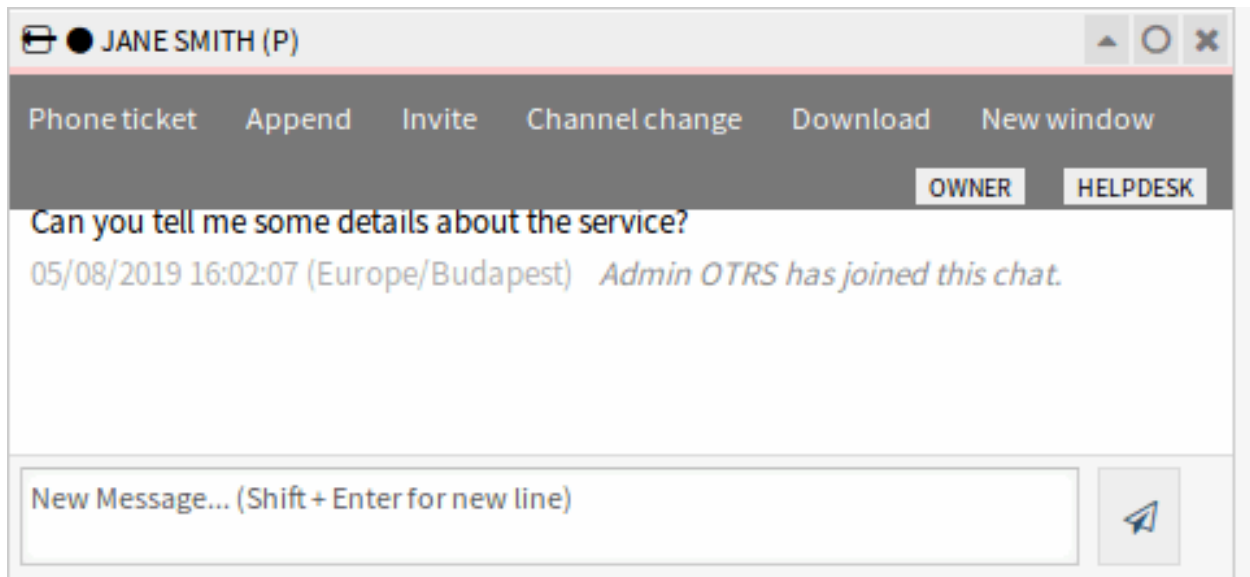 JANE SMITH (P)
Phone ticket Append Invite Channel change Download New window
OWNER HELPDESK
Can you tell me some details about the service?
05/08/2019 16:02:07 (Europe/Budapest) Admin OTRS has joined this chat.
New Message... (Shift + Enter for new line)